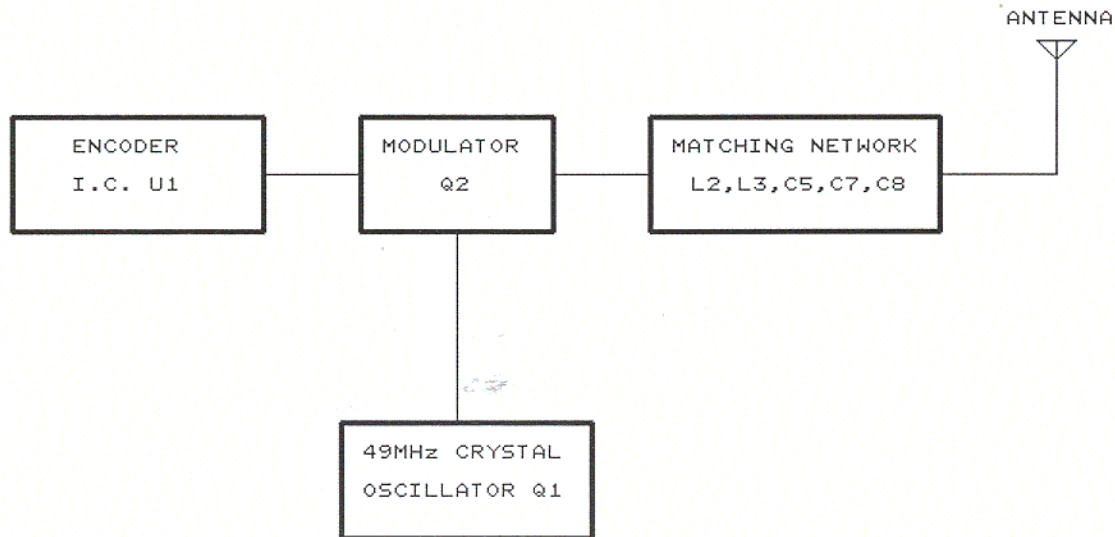 ANTENNA
ENCODER
I.C. U1
MODULATOR
Q2
MATCHING NETWORK
L2,L3,C5,C7,C8
49MHz CRYSTAL
OSCILLATOR Q1